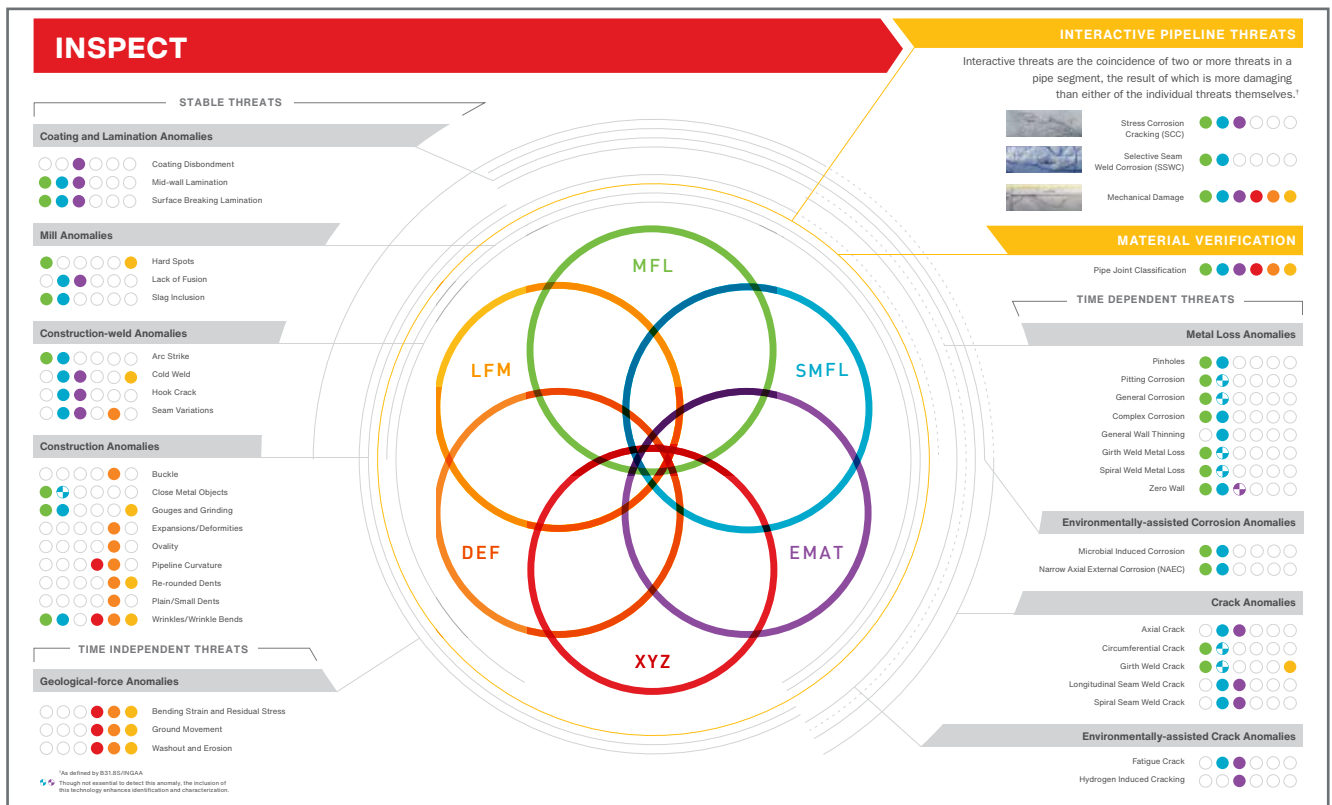 INSPECT
STABLE THREATS
Coating and Lamination Anomalies
Coating Disbondment
Mid-wall Lamination
Surface Breaking Lamination
Mill Anomalies
Hard Spots
Lack of Fusion
Slag Inclusion
Construction-weld Anomalies
Arc Strike
Cold Weld
Hook Crack
Seam Variations
Construction Anomalies
Buckle
Close Metal Objects
Gouges and Grinding
Expansions/Deformities
Ovality
Pipeline Curvature
Re-rounded Dents
Plain/Small Dents
Wrinkles/Wrinkle Bends
TIME INDEPENDENT THREATS
Geological-force Anomalies
Bending Strain and Residual Stress
Ground Movement
Washout and Erosion
†As defined by B31.8S/INGAA
Though not essential to detect this anomaly, the inclusion of
this technology enhances identification and characterization.
MFL
LFM
SMFL
DEF
EMAT
XYZ
INTERACTIVE PIPELINE THREATS
Interactive threats are the coincidence of two or more threats in a
pipe segment, the result of which is more damaging
than either of the individual threats themselves.†
Stress Corrosion
Cracking (SCC)
Selective Seam
Weld Corrosion (SSWC)
Mechanical Damage
MATERIAL VERIFICATION
Pipe Joint Classification
TIME DEPENDENT THREATS
Metal Loss Anomalies
Pinholes
Pitting Corrosion
General Corrosion
Complex Corrosion
General Wall Thinning
Girth Weld Metal Loss
Spiral Weld Metal Loss
Zero Wall
Environmentally-assisted Corrosion Anomalies
Microbial Induced Corrosion
Narrow Axial External Corrosion (NAEC)
Crack Anomalies
Axial Crack
Circumferential Crack
Girth Weld Crack
Longitudinal Seam Weld Crack
Spiral Seam Weld Crack
Environmentally-assisted Crack Anomalies
Fatigue Crack
Hydrogen Induced Cracking